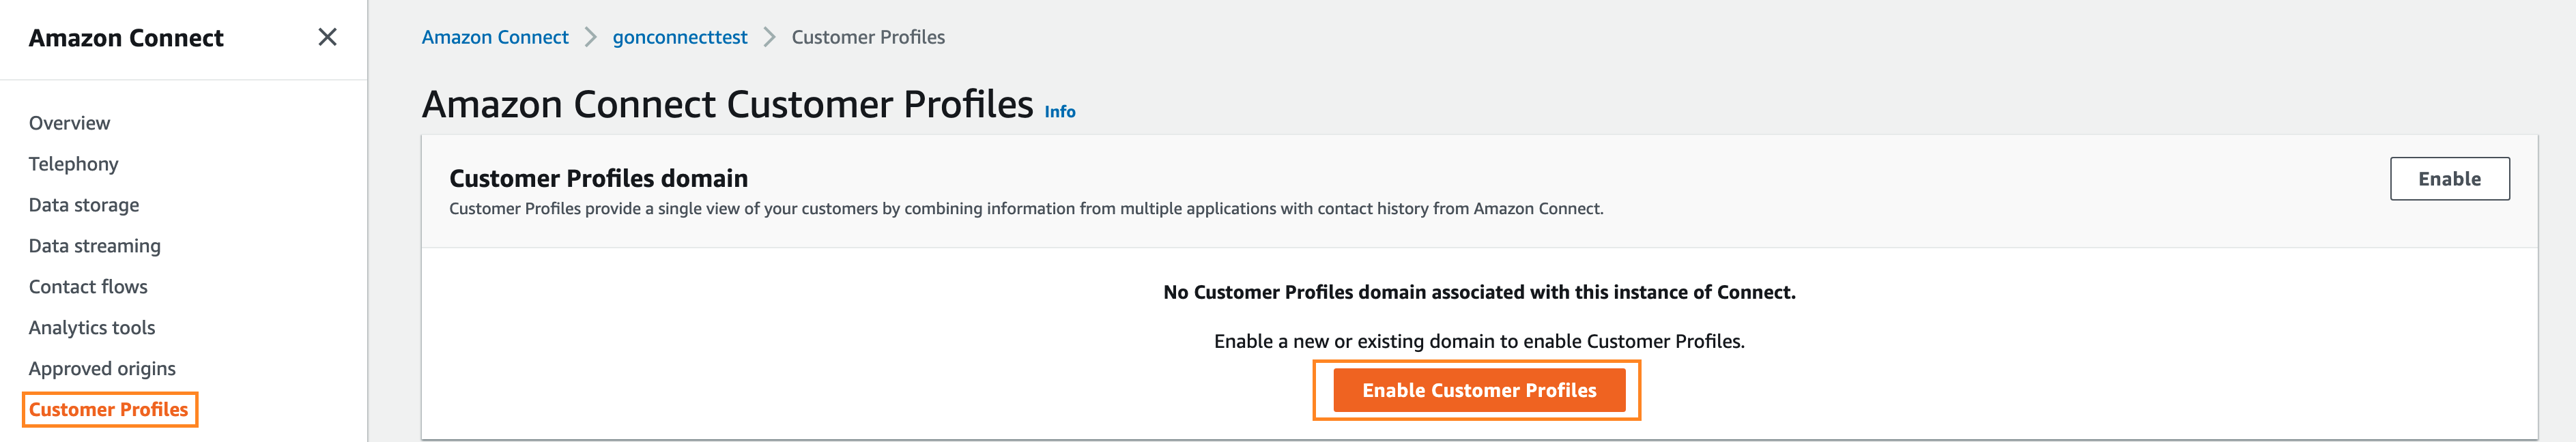 Amazon Connect
Overview
Telephony
Data storage
Data streaming
Contact flows
Analytics tools
Approved origins
Customer Profiles
Amazon Connect > gonconnecttest > Customer Profiles
Amazon Connect Customer Profiles Info
Customer Profiles domain
Customer Profiles provide a single view of your customers by combining information from multiple applications with contact history from Amazon Connect.
Enable
No Customer Profiles domain associated with this instance of Connect.
Enable a new or existing domain to enable Customer Profiles.
Enable Customer Profiles